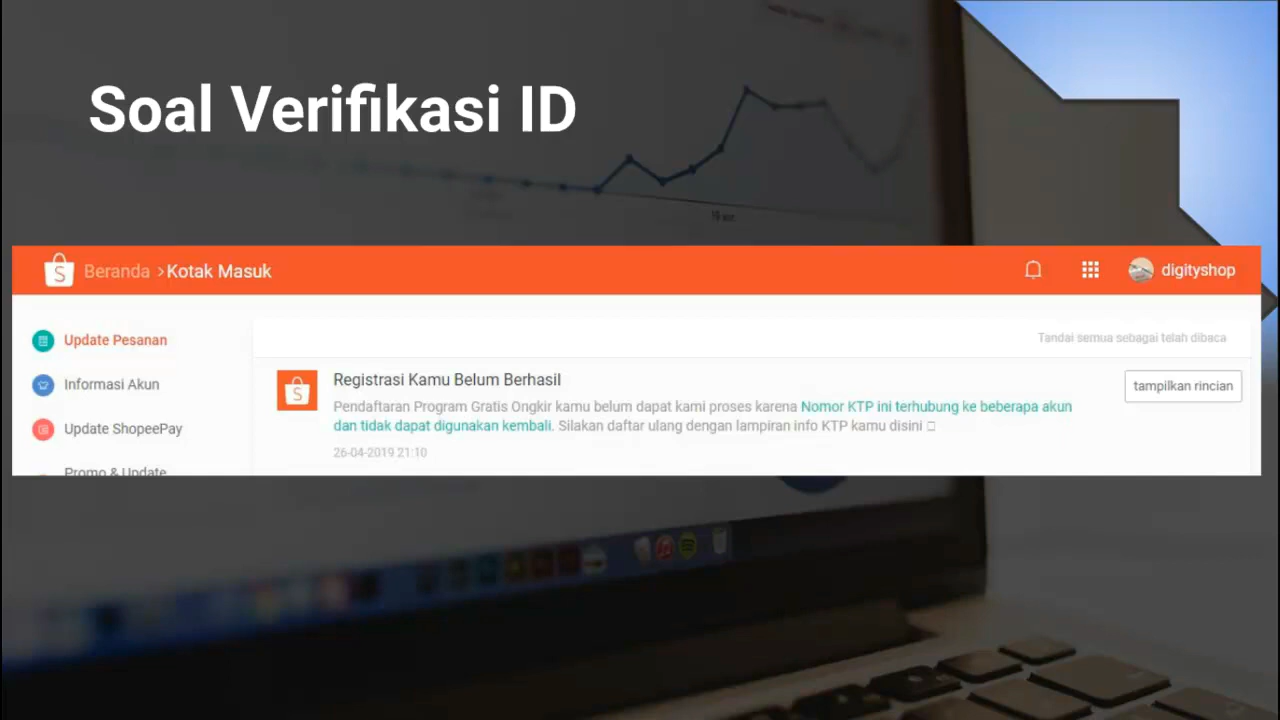 Soal Verifikasi ID
Beranda >Kotak Masuk
digityshop
Update Pesanan
Informasi Akun
Update ShopeePay
Promo & Update
Tandai semua sebagai telah dibaca
Registrasi Kamu Belum Berhasil
tampilkan rincian
Pendaftaran Program Gratis Ongkir kamu belum dapat kami proses karena Nomor KTP ini terhubung ke beberapa akun
dan tidak dapat digunakan kembali. Silakan daftar ulang dengan lampiran info KTP kamu disini
26-04-2019 21:10